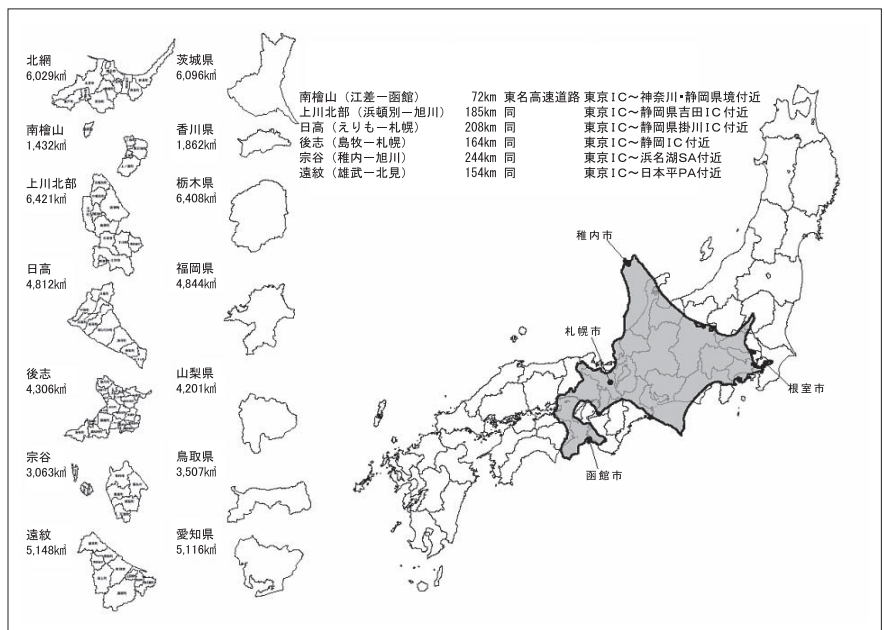 北網
6,029k㎡
茨城県
6,096k㎡
南檜山
1,432k㎡
香川県
1,862k㎡
上川北部
6,421k㎡
栃木県
6,408k㎡
日高
4,812k㎡
福岡県
4,844k㎡
後志
4,306k㎡
山梨県
4,201k㎡
宗谷
3,063k㎡
鳥取県
3,507k㎡
遠紋
5,148k㎡
愛知県
5,116k㎡
南檜山(江差ー函館) 72km 東名高速道路 東京IC～神奈川・静岡県境付近
上川北部(浜頓別ー旭川) 185km 同 東京IC～静岡県吉田IC付近
日高(えりもー札幌) 208km 同 東京IC～静岡県掛川IC付近
後志(島牧ー札幌) 164km 同 東京IC～静岡IC付近
宗谷(稚内ー旭川) 244km 同 東京IC～浜名湖SA付近
遠紋(雄武ー北見) 154km 同 東京IC～日本平PA付近
稚内市
札幌市
根室市
函館市